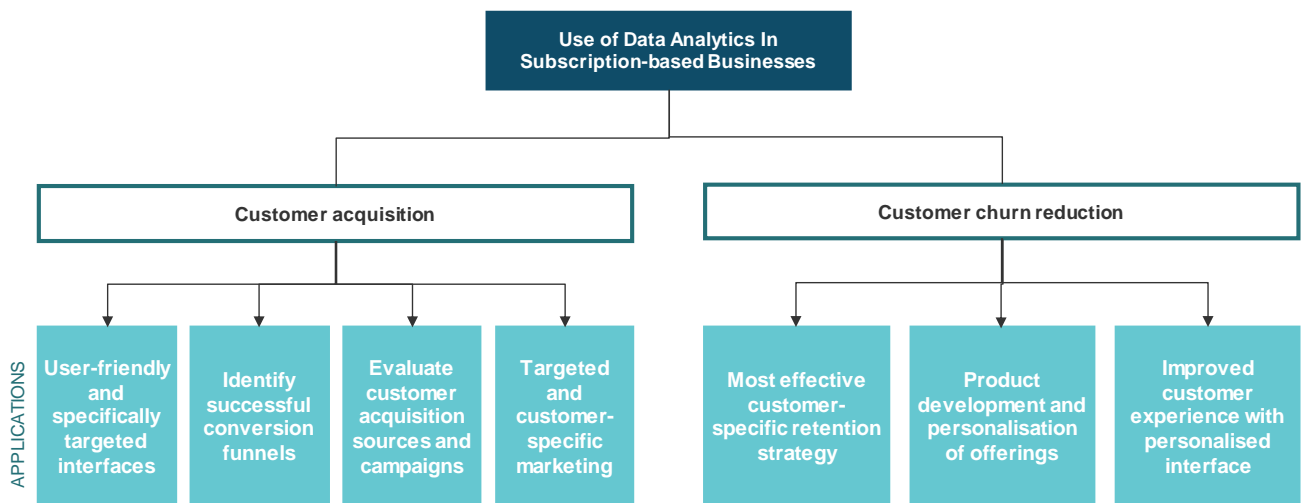 Use of Data Analytics In
Subscription-based Businesses
Customer acquisition
Customer churn reduction
APPLICATIONS
User-friendly
and
specifically
targeted
interfaces
Identify
successful
conversion
funnels
Evaluate
customer
acquisition
sources and
campaigns
Targeted
and
customer-
specific
marketing
Most effective
customer-
specific retention
strategy
Product
development and
personalisation
of offerings
Improved
customer
experience with
personalised
interface